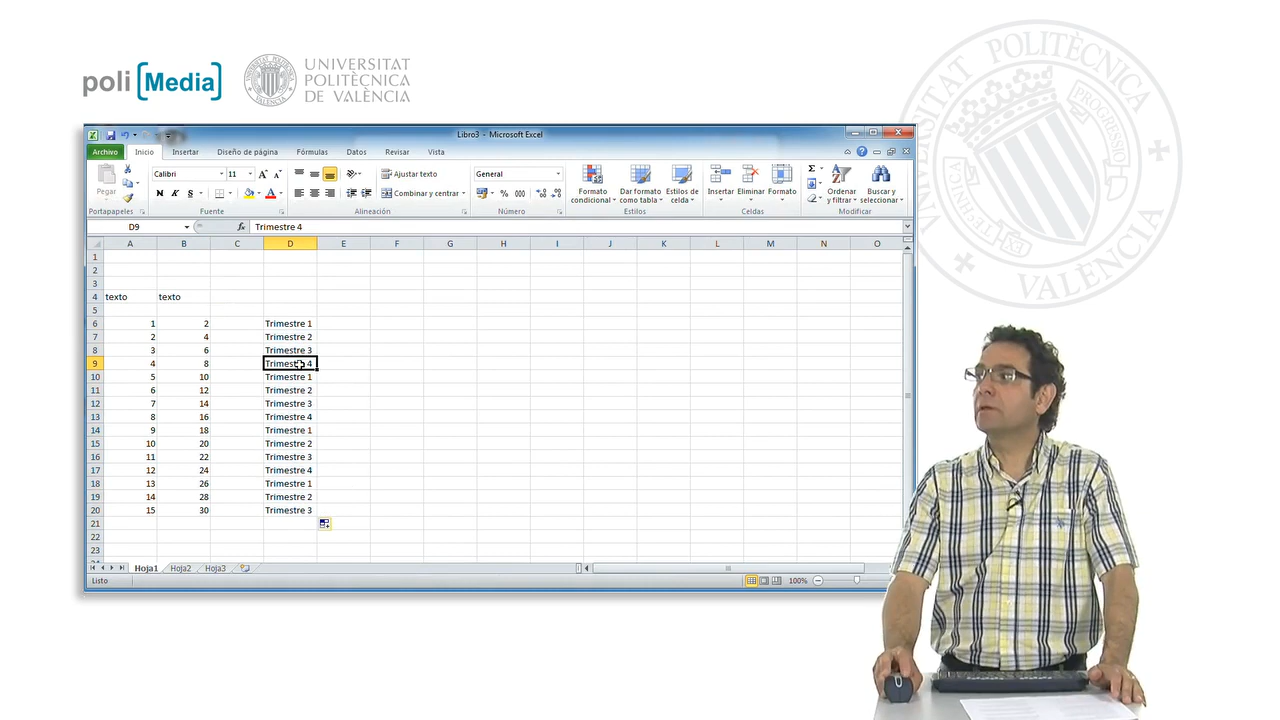 poli [Media]
UNIVERSITAT
POLITÈCNICA
DE VALÈNCIA
UNIVERSITAT POLITÈCNICA
DE VALÈNCIA
PROGRESSIO
Libro3 - Microsoft Excel
Archivo Inicio Insertar Diseño de página Fórmulas Datos Revisar Vista
Pegar
Calibri 11
N K S
Ajustar texto
Combinar y centrar
General
% 000
Formato condicional
Dar formato como tabla
Estilos de celda
Insertar Eliminar Formato
Σ
Ordenar y filtrar
Buscar y seleccionar
Portapapeles Fuente Alineación Número Estilos Celdas Modificar
D9 fx Trimestre 4
A B C D E F G H I J K L M N O
1
2
3
4 texto texto
5
6 1 2 Trimestre 1
7 2 4 Trimestre 2
8 3 6 Trimestre 3
9 4 8 Trimestre 4
10 5 10 Trimestre 1
11 6 12 Trimestre 2
12 7 14 Trimestre 3
13 8 16 Trimestre 4
14 9 18 Trimestre 1
15 10 20 Trimestre 2
16 11 22 Trimestre 3
17 12 24 Trimestre 4
18 13 26 Trimestre 1
19 14 28 Trimestre 2
20 15 30 Trimestre 3
21
22
23
Hoja1 Hoja2 Hoja3
Listo 100%